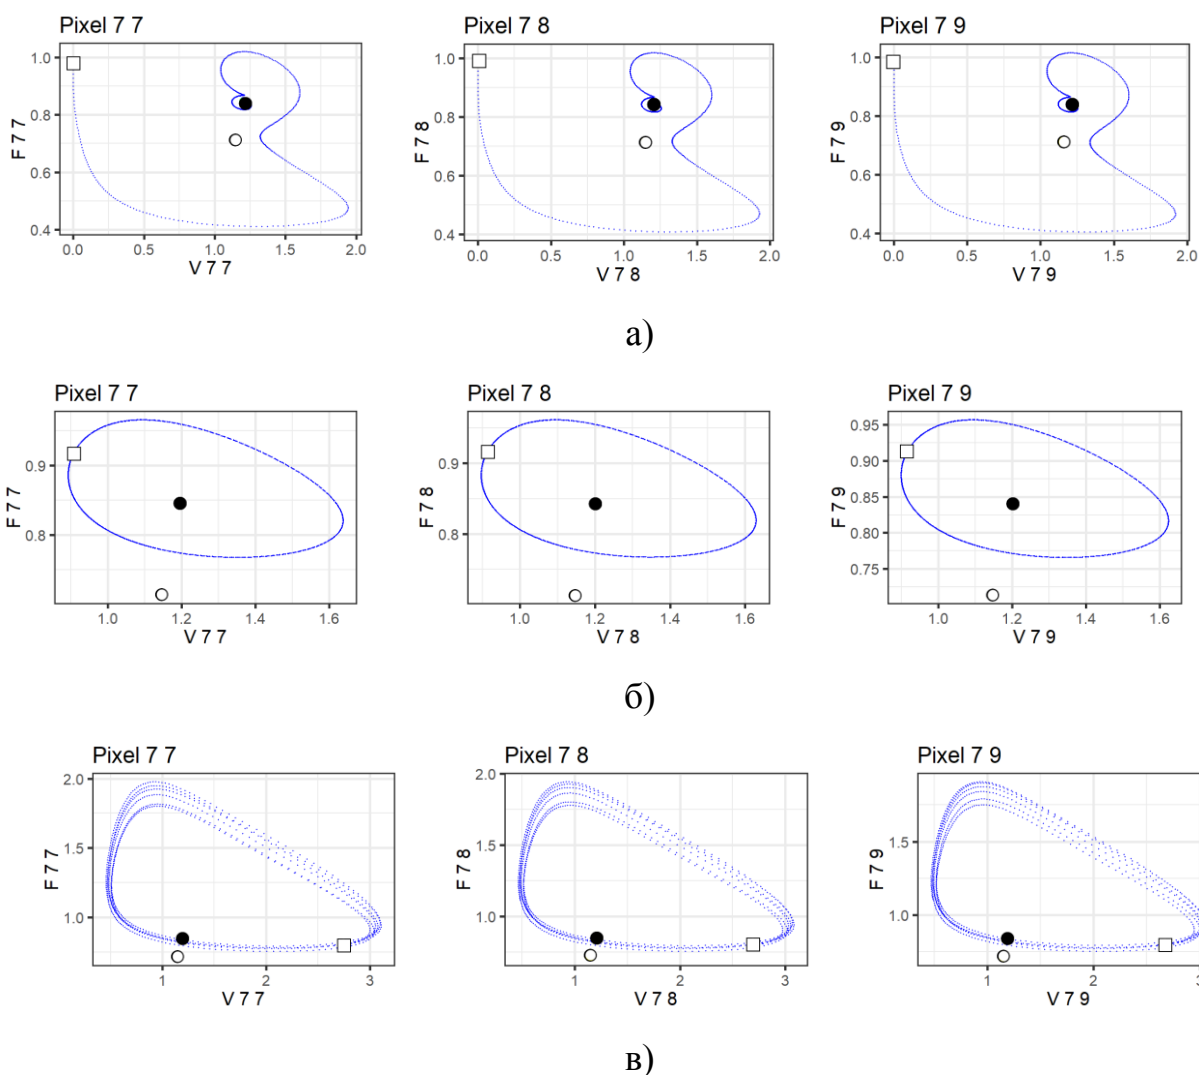 Pixel 7 7
Pixel 7 8
Pixel 7 9
F 7 7
1.0
0.8
0.6
0.4
0.0 0.5 1.0 1.5 2.0
V 7 7
F 7 8
1.0
0.8
0.6
0.4
0.0 0.5 1.0 1.5 2.0
V 7 8
F 7 9
1.0
0.8
0.6
0.4
0.0 0.5 1.0 1.5 2.0
V 7 9
а)
Pixel 7 7
Pixel 7 8
Pixel 7 9
F 7 7
0.9
0.8
1.0 1.2 1.4 1.6
V 7 7
F 7 8
0.9
0.8
1.0 1.2 1.4 1.6
V 7 8
F 7 9
0.95
0.90
0.85
0.80
0.75
1.0 1.2 1.4 1.6
V 7 9
б)
Pixel 7 7
Pixel 7 8
Pixel 7 9
F 7 7
2.0
1.5
1.0
1 2 3
V 7 7
F 7 8
2.0
1.5
1.0
1 2 3
V 7 8
F 7 9
1.5
1.0
1 2 3
V 7 9
в)